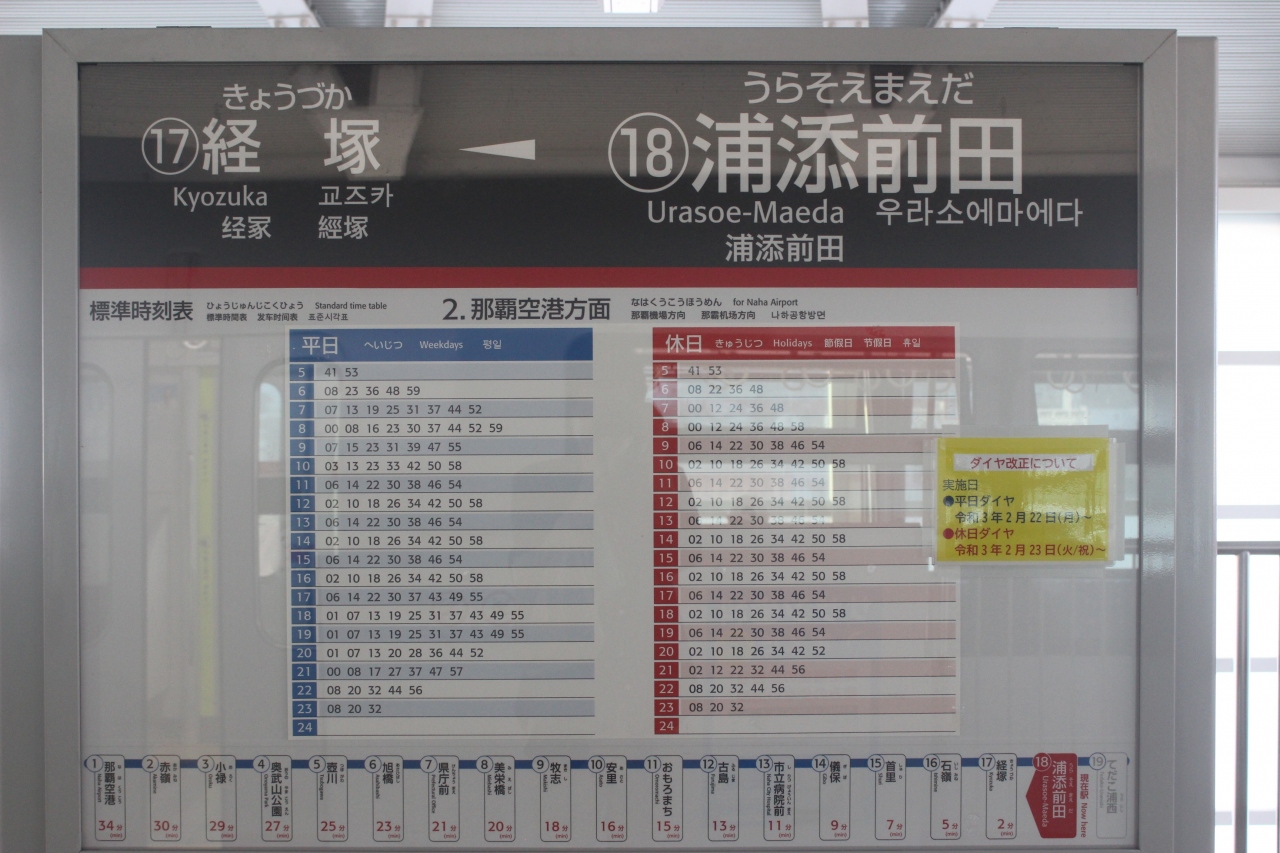 きょうづか
⑰経塚
Kyozuka 교즈카
经冢 經塚
うらそえまえだ
⑱浦添前田
Urasoe-Maeda 우라소에마에다
浦添前田
標準時刻表 ひょうじゅんじこくひょう Standard time table
標準時間表 发车时间表 표준시각표
2. 那覇空港方面 なはくうこうほうめん for Naha Airport
那覇機場方向 那霸机场方向 나하공항방면
平日 へいじつ Weekdays 평일
5 41 53
6 08 23 36 48 59
7 07 13 19 25 31 37 44 52
8 00 08 16 23 30 37 44 52 59
9 07 15 23 31 39 47 55
10 03 13 23 33 42 50 58
11 06 14 22 30 38 46 54
12 02 10 18 26 34 42 50 58
13 06 14 22 30 38 46 54
14 02 10 18 26 34 42 50 58
15 06 14 22 30 38 46 54
16 02 10 18 26 34 42 50 58
17 06 14 22 30 37 43 49 55
18 01 07 13 19 25 31 37 43 49 55
19 01 07 13 19 25 31 37 43 49 55
20 01 07 13 20 28 36 44 52
21 00 08 17 27 37 47 57
22 08 20 32 44 56
23 08 20 32
24
休日 きゅうじつ Holidays 節假日 节假日 휴일
5 41 53
6 08 22 36 48
7 00 12 24 36 48
8 00 12 24 36 48 58
9 06 14 22 30 38 46 54
10 02 10 18 26 34 42 50 58
11 06 14 22 30 38 46 54
12 02 10 18 26 34 42 50 58
13 06 14 22 30 38 46 54
14 02 10 18 26 34 42 50 58
15 06 14 22 30 38 46 54
16 02 10 18 26 34 42 50 58
17 06 14 22 30 38 46 54
18 02 10 18 26 34 42 50 58
19 06 14 22 30 38 46 54
20 02 10 18 26 34 42 52
21 02 12 22 32 44 56
22 08 20 32 44 56
23 08 20 32
24
ダイヤ改正について
実施日
●平日ダイヤ
令和3年2月22日(月)～
●休日ダイヤ
令和3年2月23日(火/祝)～
① 那覇空港 34分
② 赤嶺 30分
③ 小禄 29分
④ 奥武山公園 27分
⑤ 壺川 25分
⑥ 旭橋 23分
⑦ 県庁前 21分
⑧ 美栄橋 20分
⑨ 牧志 18分
⑩ 安里 16分
⑪ おもろまち 15分
⑫ 古島 13分
⑬ 市立病院前 11分
⑭ 儀保 9分
⑮ 首里 7分
⑯ 石嶺 5分
⑰ 経塚 2分
⑱ 浦添前田 Urasoe-Maeda
現在駅 Now here
⑲ てだこ浦西